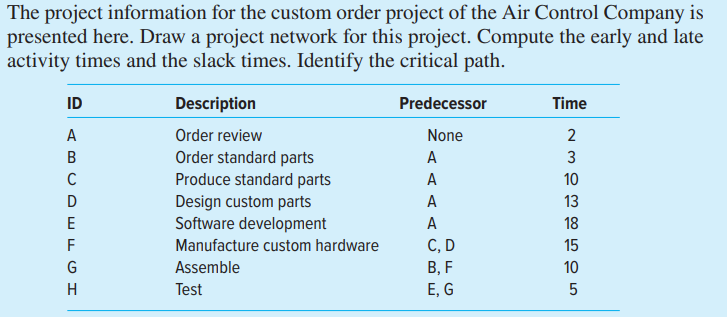 The project information for the custom order project of the Air Control Company is
presented here. Draw a project network for this project. Compute the early and late
activity times and the slack times. Identify the critical path.
ID Description Predecessor Time
A Order review None 2
B Order standard parts A 3
C Produce standard parts A 10
D Design custom parts A 13
E Software development A 18
F Manufacture custom hardware C, D 15
G Assemble B, F 10
H Test E, G 5